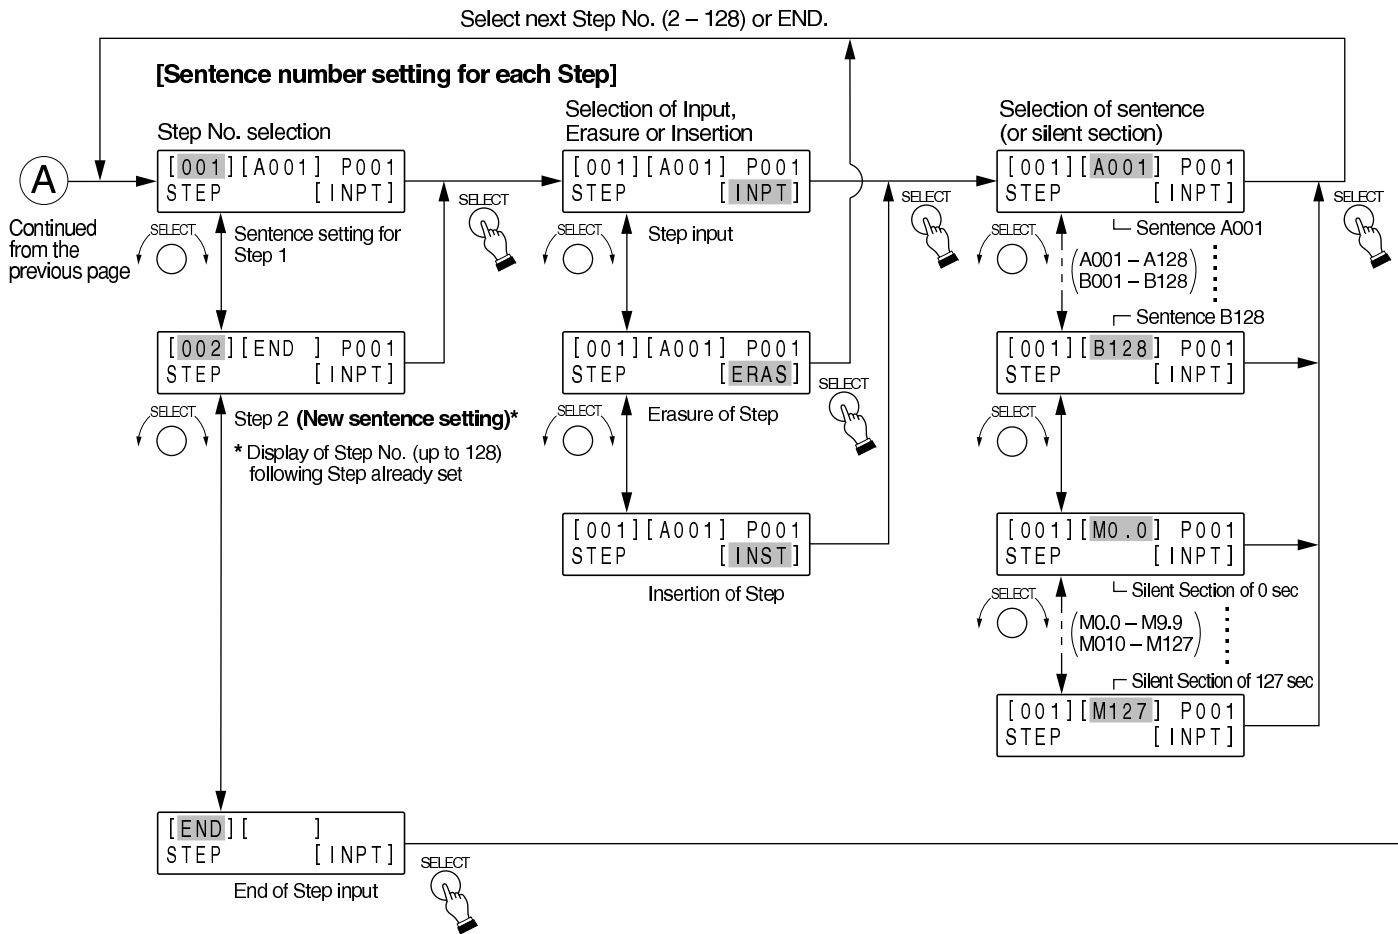 Select next Step No. (2 – 128) or END.
[Sentence number setting for each Step]
Step No. selection
Selection of Input,
Erasure or Insertion
Selection of sentence
(or silent section)
A
Continued
from the
previous page
[001][A001] P001
STEP [INPT]
SELECT
Sentence setting for
Step 1
SELECT
[002][END ] P001
STEP [INPT]
SELECT
Step 2 (New sentence setting)*
* Display of Step No. (up to 128)
following Step already set
[END][ ]
STEP [INPT]
End of Step input
SELECT
[001][A001] P001
STEP [INPT]
SELECT
Step input
SELECT
[001][A001] P001
STEP [ERAS]
SELECT
Erasure of Step
SELECT
[001][A001] P001
STEP [INST]
Insertion of Step
[001][A001] P001
STEP [INPT]
SELECT
Sentence A001
SELECT
(A001 – A128
B001 – B128)
Sentence B128
[001][B128] P001
STEP [INPT]
SELECT
[001][M0.0] P001
STEP [INPT]
Silent Section of 0 sec
SELECT
(M0.0 – M9.9
M010 – M127)
Silent Section of 127 sec
[001][M127] P001
STEP [INPT]